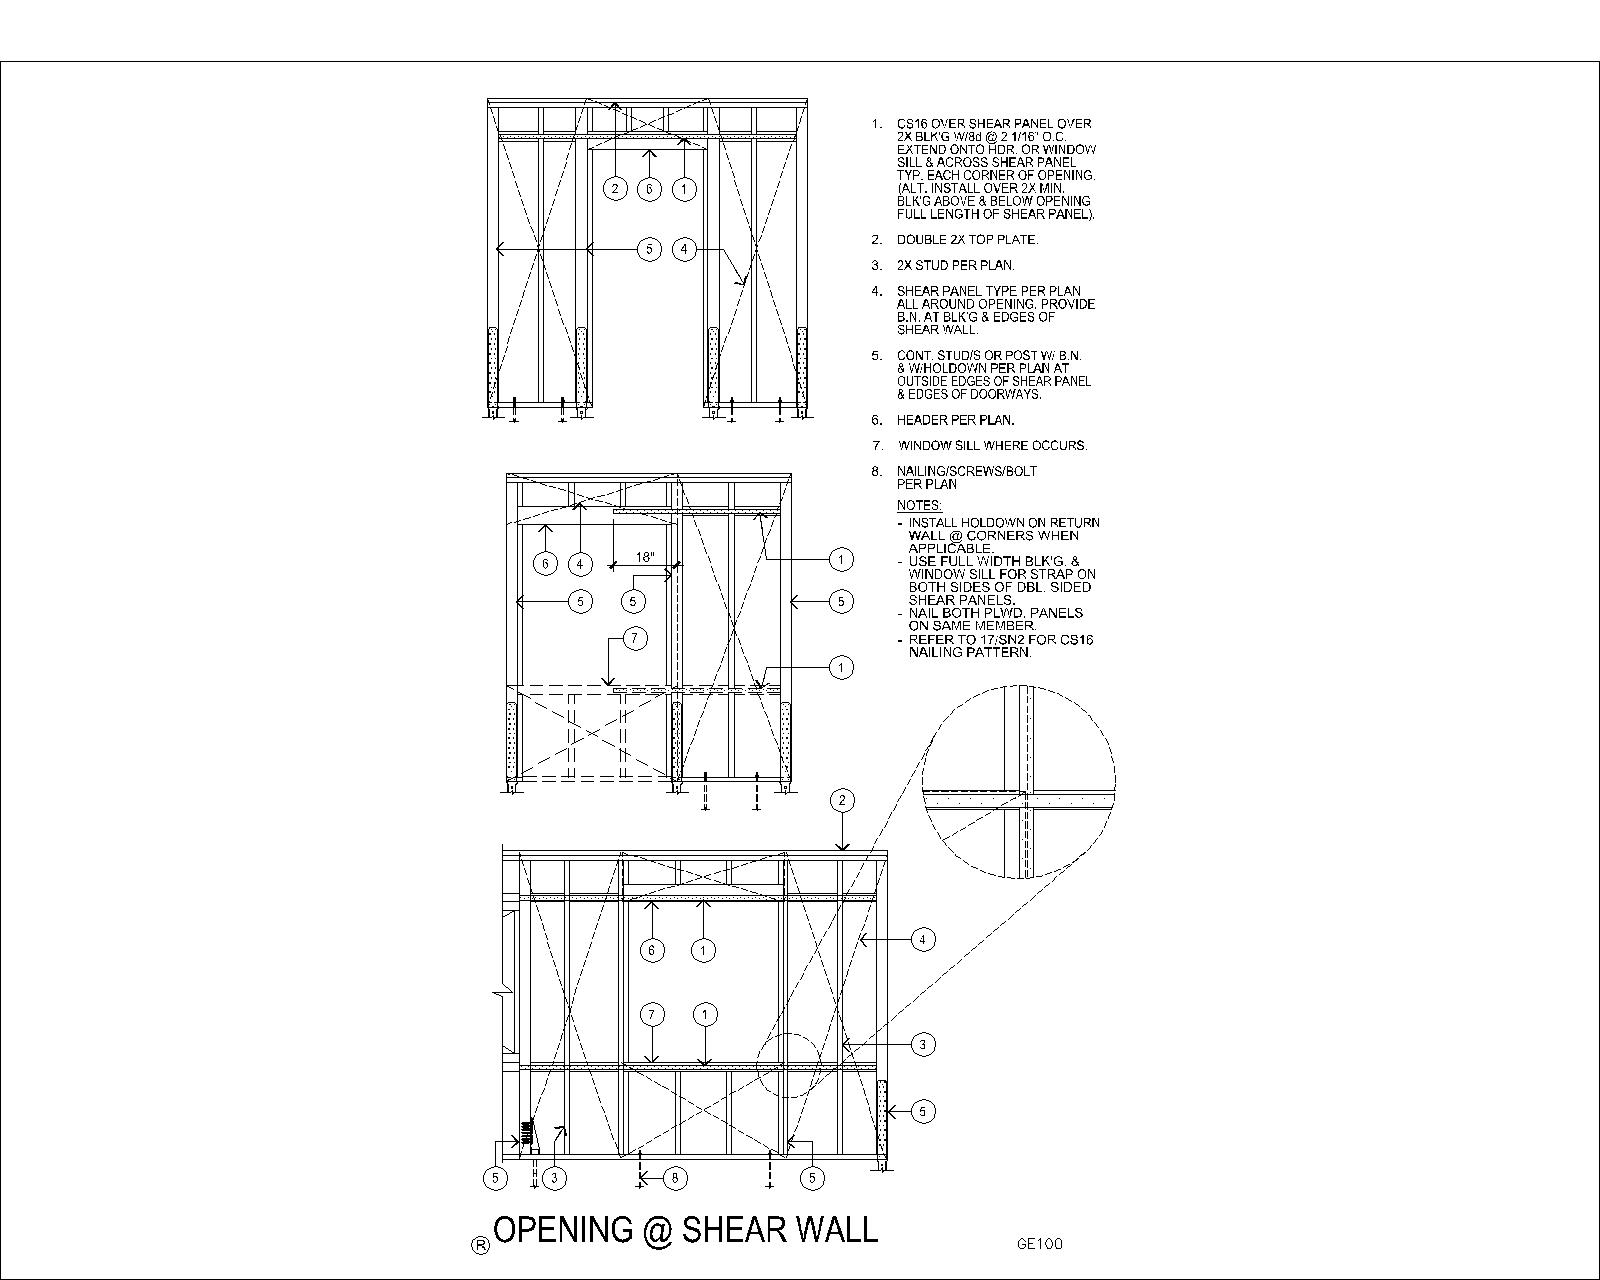 1. CS16 OVER SHEAR PANEL OVER
2X BLK'G W/8d @ 2 1/16" O.C.
EXTEND ONTO HDR. OR WINDOW
SILL & ACROSS SHEAR PANEL
TYP. EACH CORNER OF OPENING.
(ALT. INSTALL OVER 2X MIN.
BLK'G ABOVE & BELOW OPENING
FULL LENGTH OF SHEAR PANEL).
2. DOUBLE 2X TOP PLATE.
3. 2X STUD PER PLAN.
4. SHEAR PANEL TYPE PER PLAN
ALL AROUND OPENING. PROVIDE
B.N. AT BLK'G & EDGES OF
SHEAR WALL.
5. CONT. STUD/S OR POST W/ B.N.
& W/HOLDOWN PER PLAN AT
OUTSIDE EDGES OF SHEAR PANEL
& EDGES OF DOORWAYS.
6. HEADER PER PLAN.
7. WINDOW SILL WHERE OCCURS.
8. NAILING/SCREWS/BOLT
PER PLAN
NOTES:
- INSTALL HOLDOWN ON RETURN
WALL @ CORNERS WHEN
APPLICABLE.
- USE FULL WIDTH BLK'G. &
WINDOW SILL FOR STRAP ON
BOTH SIDES OF DBL. SIDED
SHEAR PANELS.
- NAIL BOTH PLWD. PANELS
ON SAME MEMBER.
- REFER TO 17/SN2 FOR CS16
NAILING PATTERN.
2 6 1
5 4
18"
6 4 1
5 5 5
7
1
2
6 1 4
7 1
3
5
5 3 8 5
R OPENING @ SHEAR WALL
GE100